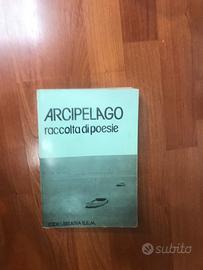 ARCIPELAGO
raccolta di poesie
subito